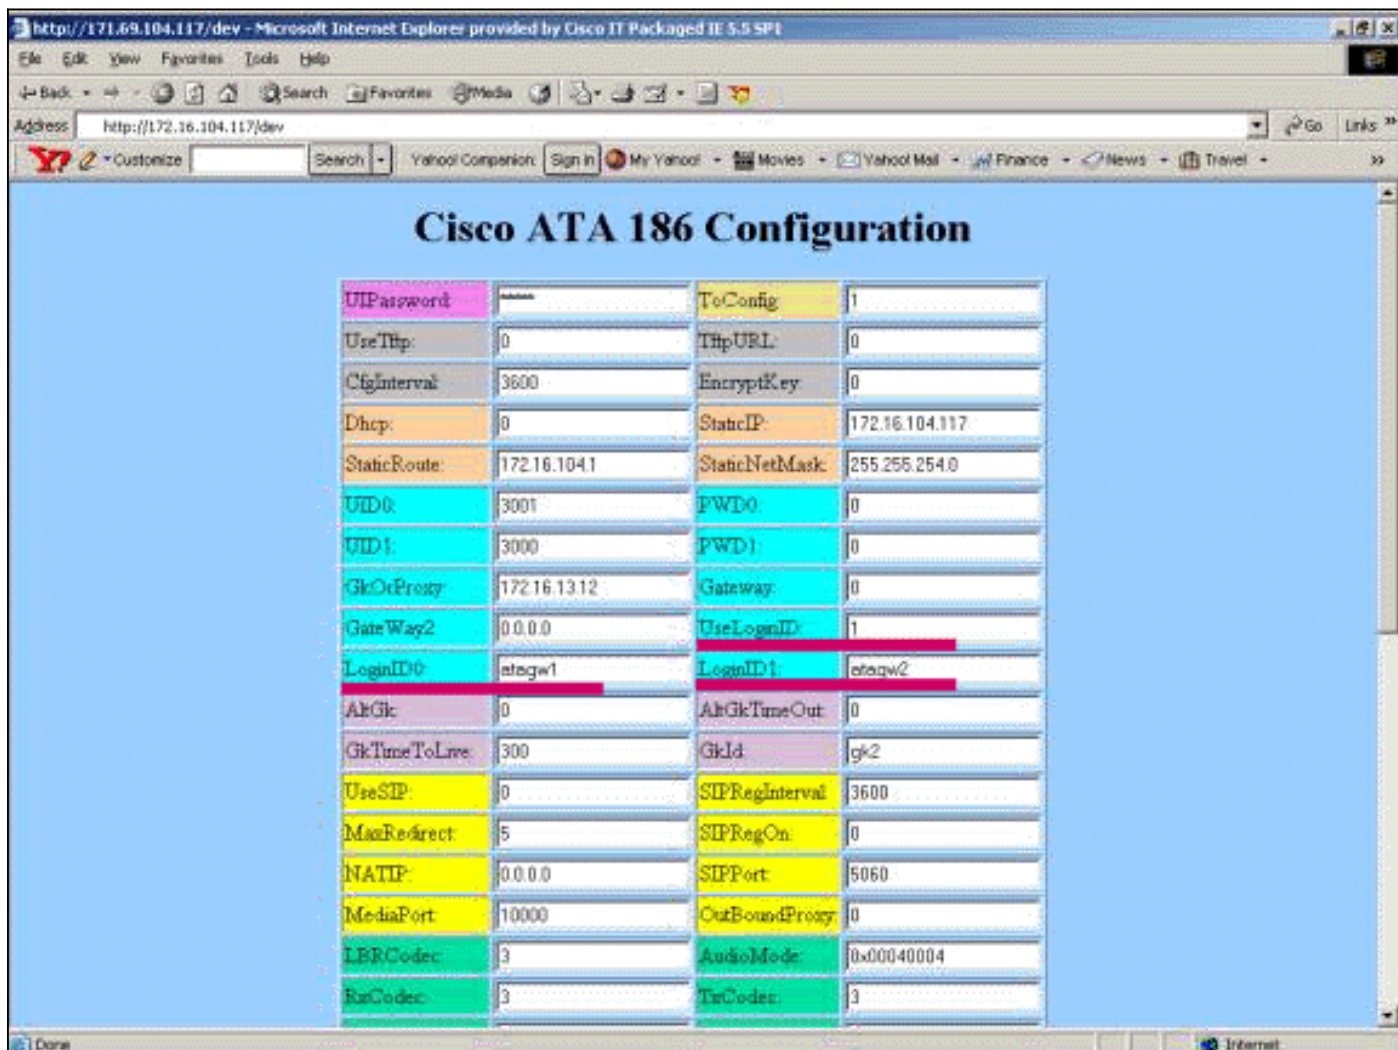 http://171.69.104.117/dev - Microsoft Internet Explorer provided by Cisco IT Packaged IE 5.5 SP1
File Edit View Favorites Tools Help
Back Search Favorites Media
Address http://172.16.104.117/dev Go Links »
Y! Customize Search Yahoo! Companion: Sign in My Yahoo! Movies Yahoo! Mail Finance News Travel »
Cisco ATA 186 Configuration
UIPassword: ****** ToConfig: 1
UseTftp: 0 TftpURL: 0
CfgInterval: 3600 EncryptKey: 0
Dhcp: 0 StaticIP: 172.16.104.117
StaticRoute: 172.16.104.1 StaticNetMask: 255.255.254.0
UID0: 3001 PWD0: 0
UID1: 3000 PWD1: 0
GkOrProxy: 172.16.13.12 Gateway: 0
GateWay2 0.0.0.0 UseLoginID: 1
LoginID0: atagw1 LoginID1: atagw2
AltGk: 0 AltGkTimeOut: 0
GkTimeToLive: 300 GkId: gk2
UseSIP: 0 SIPRegInterval: 3600
MaxRedirect: 5 SIPRegOn: 0
NATIP: 0.0.0.0 SIPPort: 5060
MediaPort: 10000 OutBoundProxy: 0
LBRCodec: 3 AudioMode: 0x00040004
RxCodec: 3 TxCodec: 3
Done Internet